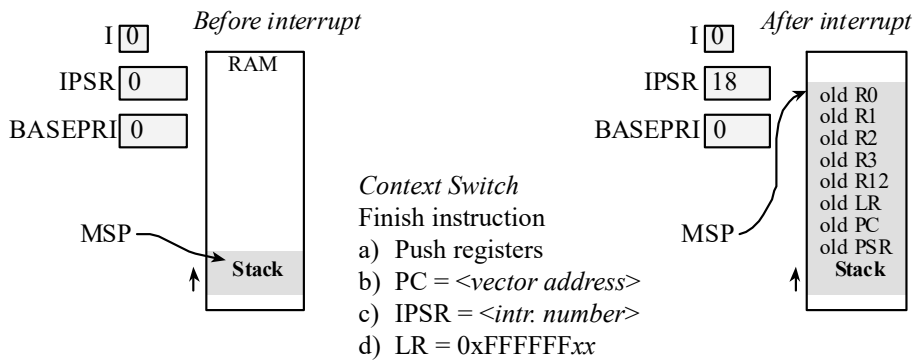 Before interrupt
I 0
RAM
IPSR 0
BASEPRI 0
MSP
Stack
Context Switch
Finish instruction
a) Push registers
b) PC = <vector address>
c) IPSR = <intr. number>
d) LR = 0xFFFFFFxx
After interrupt
I 0
IPSR 18
BASEPRI 0
MSP
old R0
old R1
old R2
old R3
old R12
old LR
old PC
old PSR
Stack